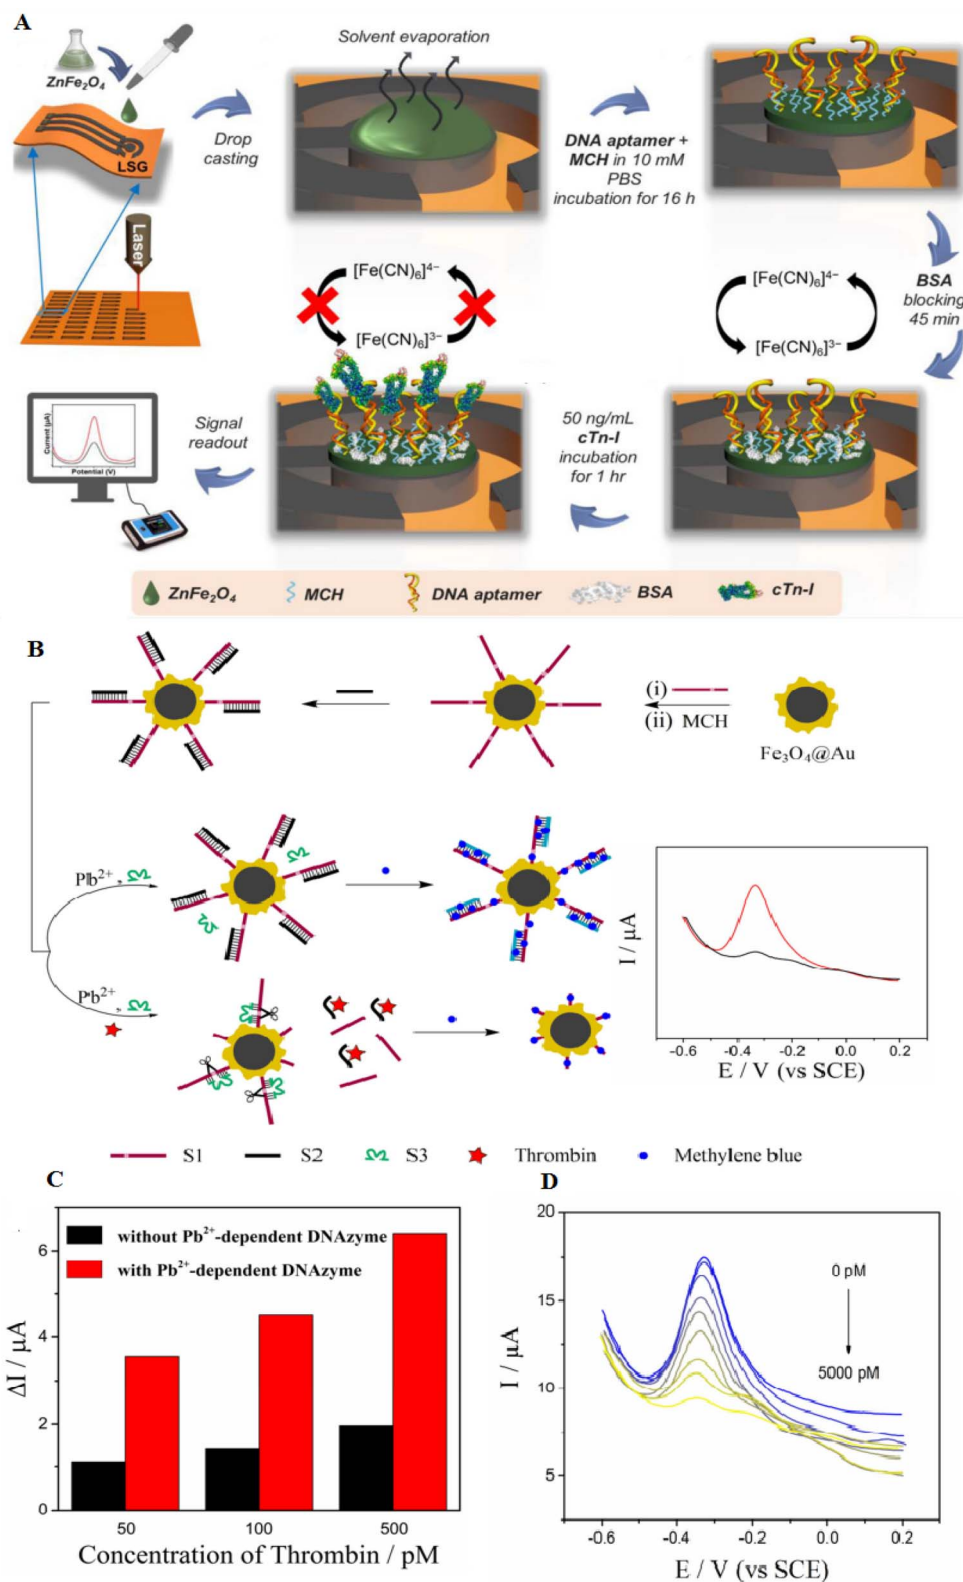 A
ZnFe2O4
LSG
Laser
Drop
casting
Solvent evaporation
DNA aptamer +
MCH in 10 mM
PBS
incubation for 16 h
BSA
blocking
45 min
[Fe(CN)6]4−
[Fe(CN)6]3−
[Fe(CN)6]4−
[Fe(CN)6]3−
50 ng/mL
cTn-I
incubation
for 1 hr
Signal
readout
Current (µA)
Potential (V)
ZnFe2O4 MCH DNA aptamer BSA cTn-I
B
(i)
(ii) MCH
Fe3O4@Au
Pb2+,
Pb2+,
I / µA
-0.6 -0.4 -0.2 0.0 0.2
E / V (vs SCE)
S1 S2 S3 Thrombin Methylene blue
C
without Pb2+-dependent DNAzyme
with Pb2+-dependent DNAzyme
ΔI / µA
6
4
2
0
50 100 500
Concentration of Thrombin / pM
D
I / µA
20
15
10
5
0 pM
5000 pM
-0.6 -0.4 -0.2 0.0 0.2
E / V (vs SCE)